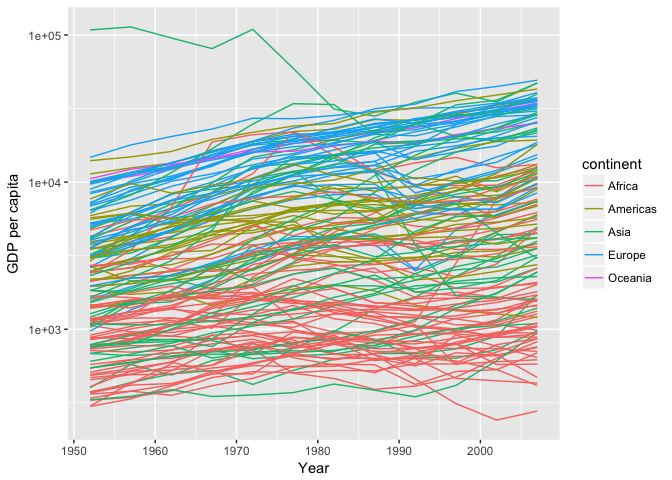 1e+05
1e+04
1e+03
GDP per capita
1950 1960 1970 1980 1990 2000
Year
continent
Africa
Americas
Asia
Europe
Oceania